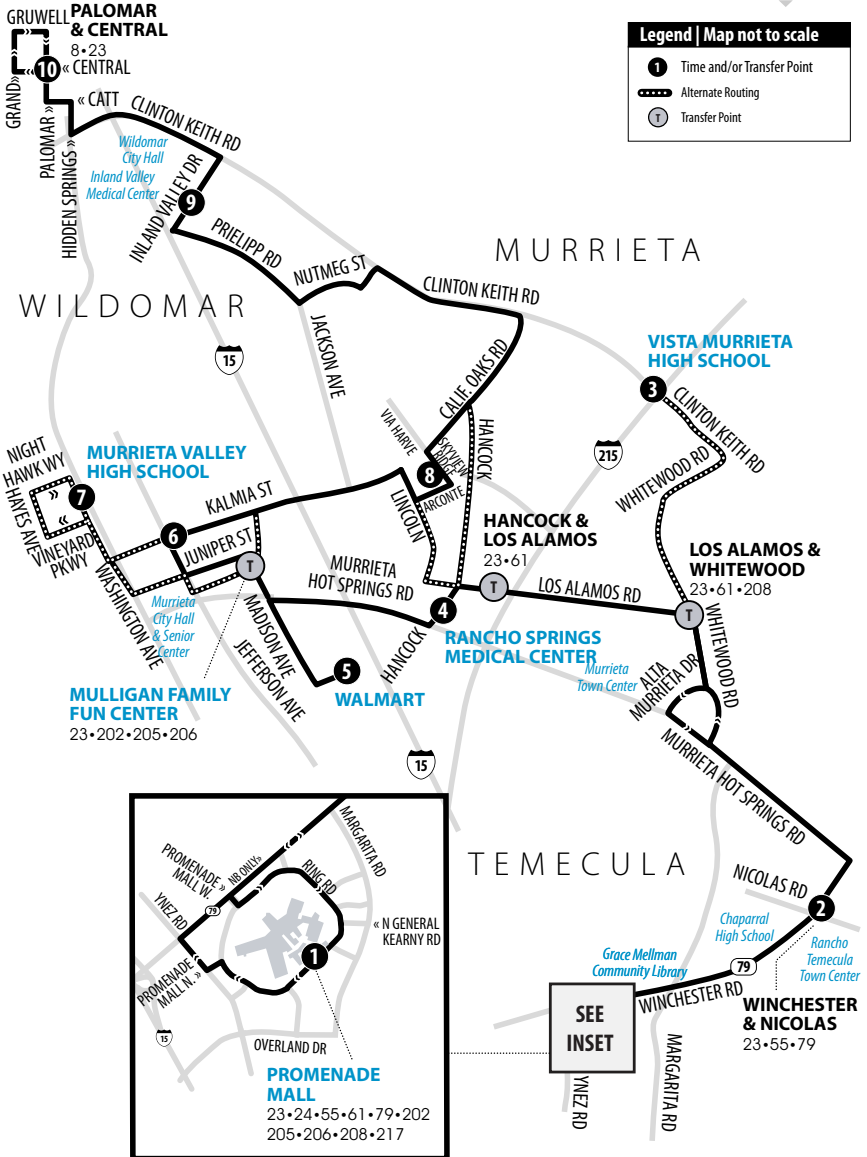 GRUWELL
PALOMAR
& CENTRAL
8•23
10
« CENTRAL
GRAND»
PALOMAR »
« CATT
HIDDEN SPRINGS »
CLINTON KEITH RD
Wildomar
City Hall
Inland Valley
Medical Center
INLAND VALLEY DR
9
PRIELIPP RD
NUTMEG ST
Legend | Map not to scale
1 Time and/or Transfer Point
Alternate Routing
T Transfer Point
MURRIETA
WILDOMAR
CLINTON KEITH RD
JACKSON AVE
15
CALIF. OAKS RD
HANCOCK
VISTA MURRIETA
HIGH SCHOOL
3
CLINTON KEITH RD
215
WHITEWOOD RD
VIA HARVE
SKYVIEW
RIDGE
8
ARCONTE
LINCOLN
NIGHT
HAWK WY
MURRIETA VALLEY
HIGH SCHOOL
7
»
«
HAYES AVE
VINEYARD
PKWY
KALMIA ST
6
JUNIPER ST
T
WASHINGTON AVE
Murrieta
City Hall
& Senior
Center
MURRIETA
HOT SPRINGS RD
MADISON AVE
JEFFERSON AVE
HANCOCK &
LOS ALAMOS
23•61
T
LOS ALAMOS RD
LOS ALAMOS &
WHITEWOOD
23•61•208
T
WHITEWOOD RD
4
HANCOCK
RANCHO SPRINGS
MEDICAL CENTER
5
WALMART
Murrieta
Town Center
ALTA
MURRIETA DR
MULLIGAN FAMILY
FUN CENTER
23•202•205•206
15
MURRIETA HOT SPRINGS RD
TEMECULA
NICOLAS RD
2
Chaparral
High School
Rancho
Temecula
Town Center
Grace Mellman
Community Library
79
WINCHESTER RD
WINCHESTER
& NICOLAS
23•55•79
SEE
INSET
YNEZ RD
MARGARITA RD
MARGARITA RD
PROMENADE »
MALL W.
NB ONLY»
RING RD
YNEZ RD
79
« N GENERAL
KEARNY RD
1
PROMENADE
MALL N. »
15
OVERLAND DR
PROMENADE
MALL
23•24•55•61•79•202
205•206•208•217